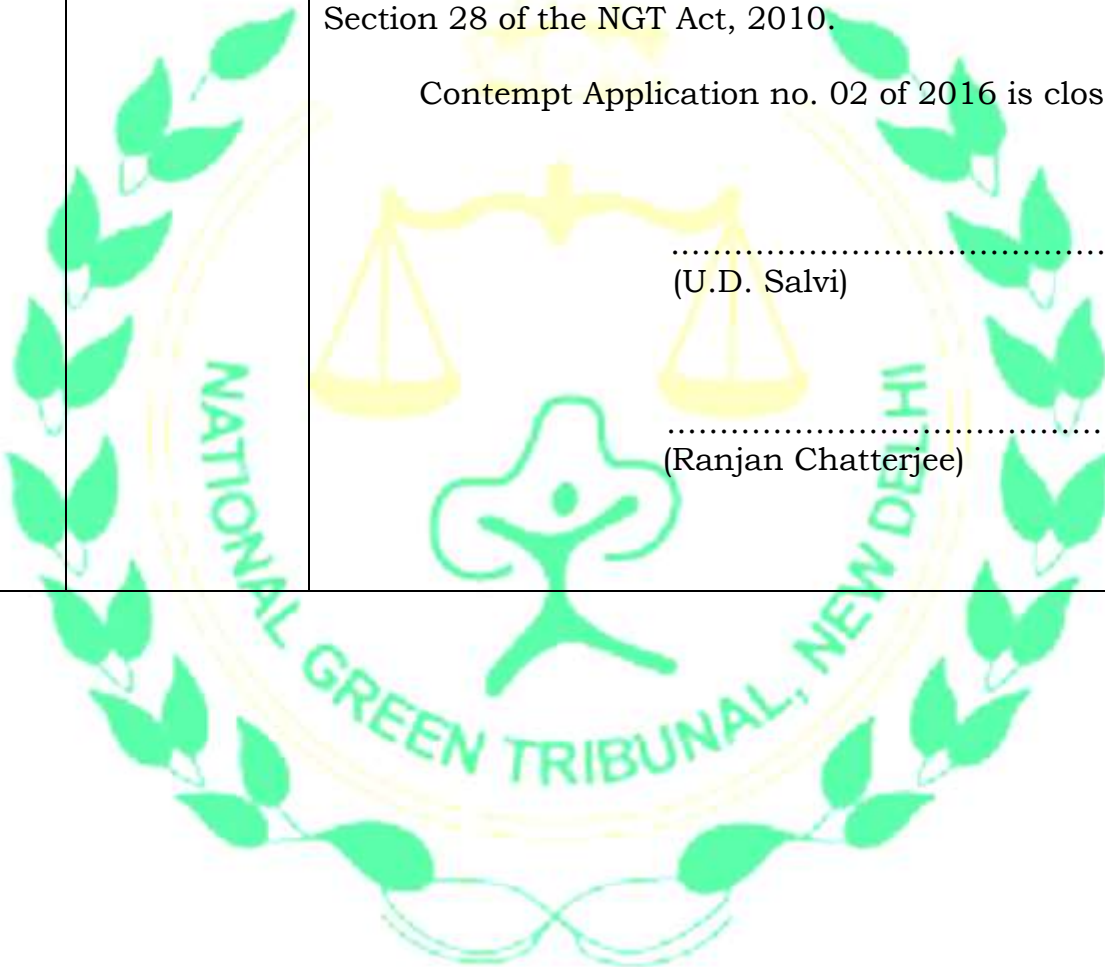 Section 28 of the NGT Act, 2010.
Contempt Application no. 02 of 2016 is clos
............................................
(U.D. Salvi)
............................................
(Ranjan Chatterjee)
NATIONAL GREEN TRIBUNAL, NEW DELHI